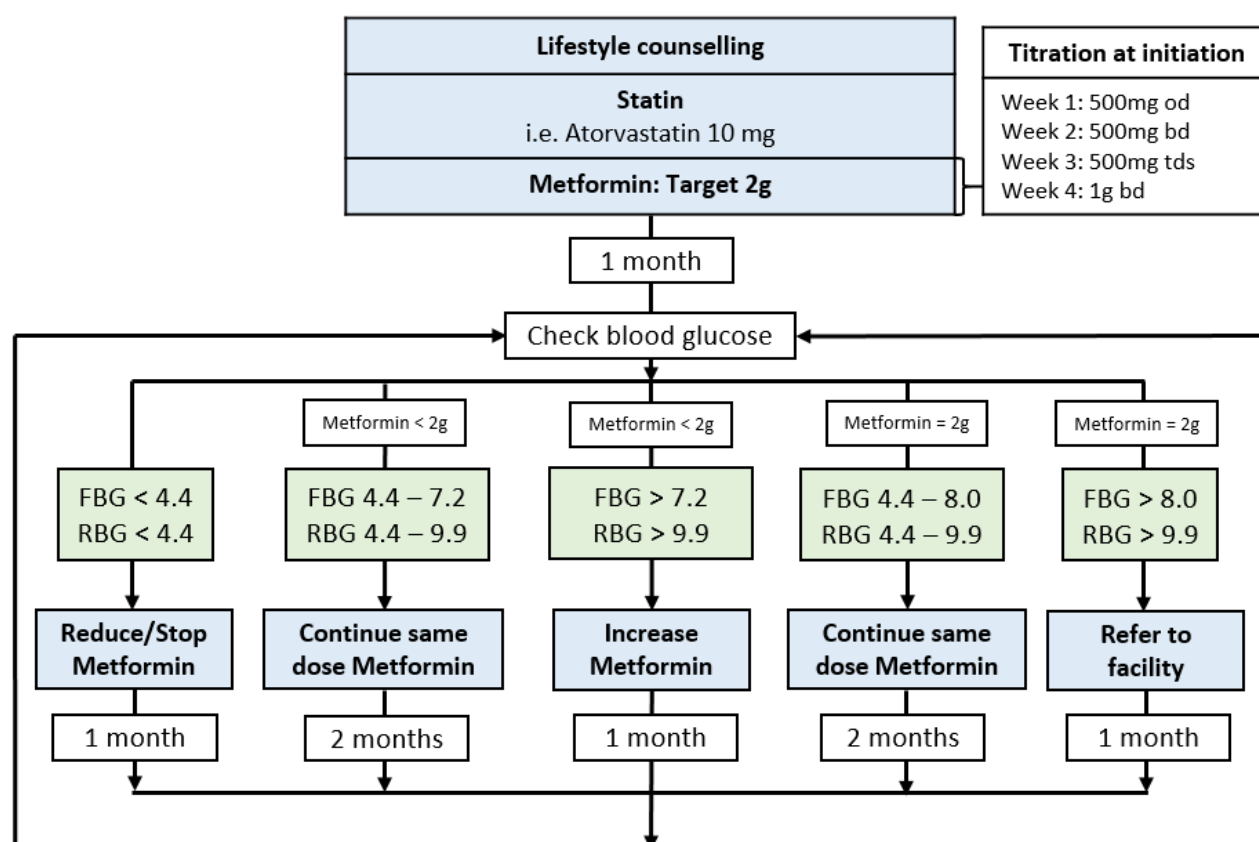 Lifestyle counselling
Statin
i.e. Atorvastatin 10 mg
Metformin: Target 2g
Titration at initiation
Week 1: 500mg od
Week 2: 500mg bd
Week 3: 500mg tds
Week 4: 1g bd
1 month
Check blood glucose
Metformin < 2g
Metformin < 2g
Metformin = 2g
Metformin = 2g
FBG < 4.4
RBG < 4.4
FBG 4.4 – 7.2
RBG 4.4 – 9.9
FBG > 7.2
RBG > 9.9
FBG 4.4 – 8.0
RBG 4.4 – 9.9
FBG > 8.0
RBG > 9.9
Reduce/Stop
Metformin
Continue same
dose Metformin
Increase
Metformin
Continue same
dose Metformin
Refer to
facility
1 month
2 months
1 month
2 months
1 month